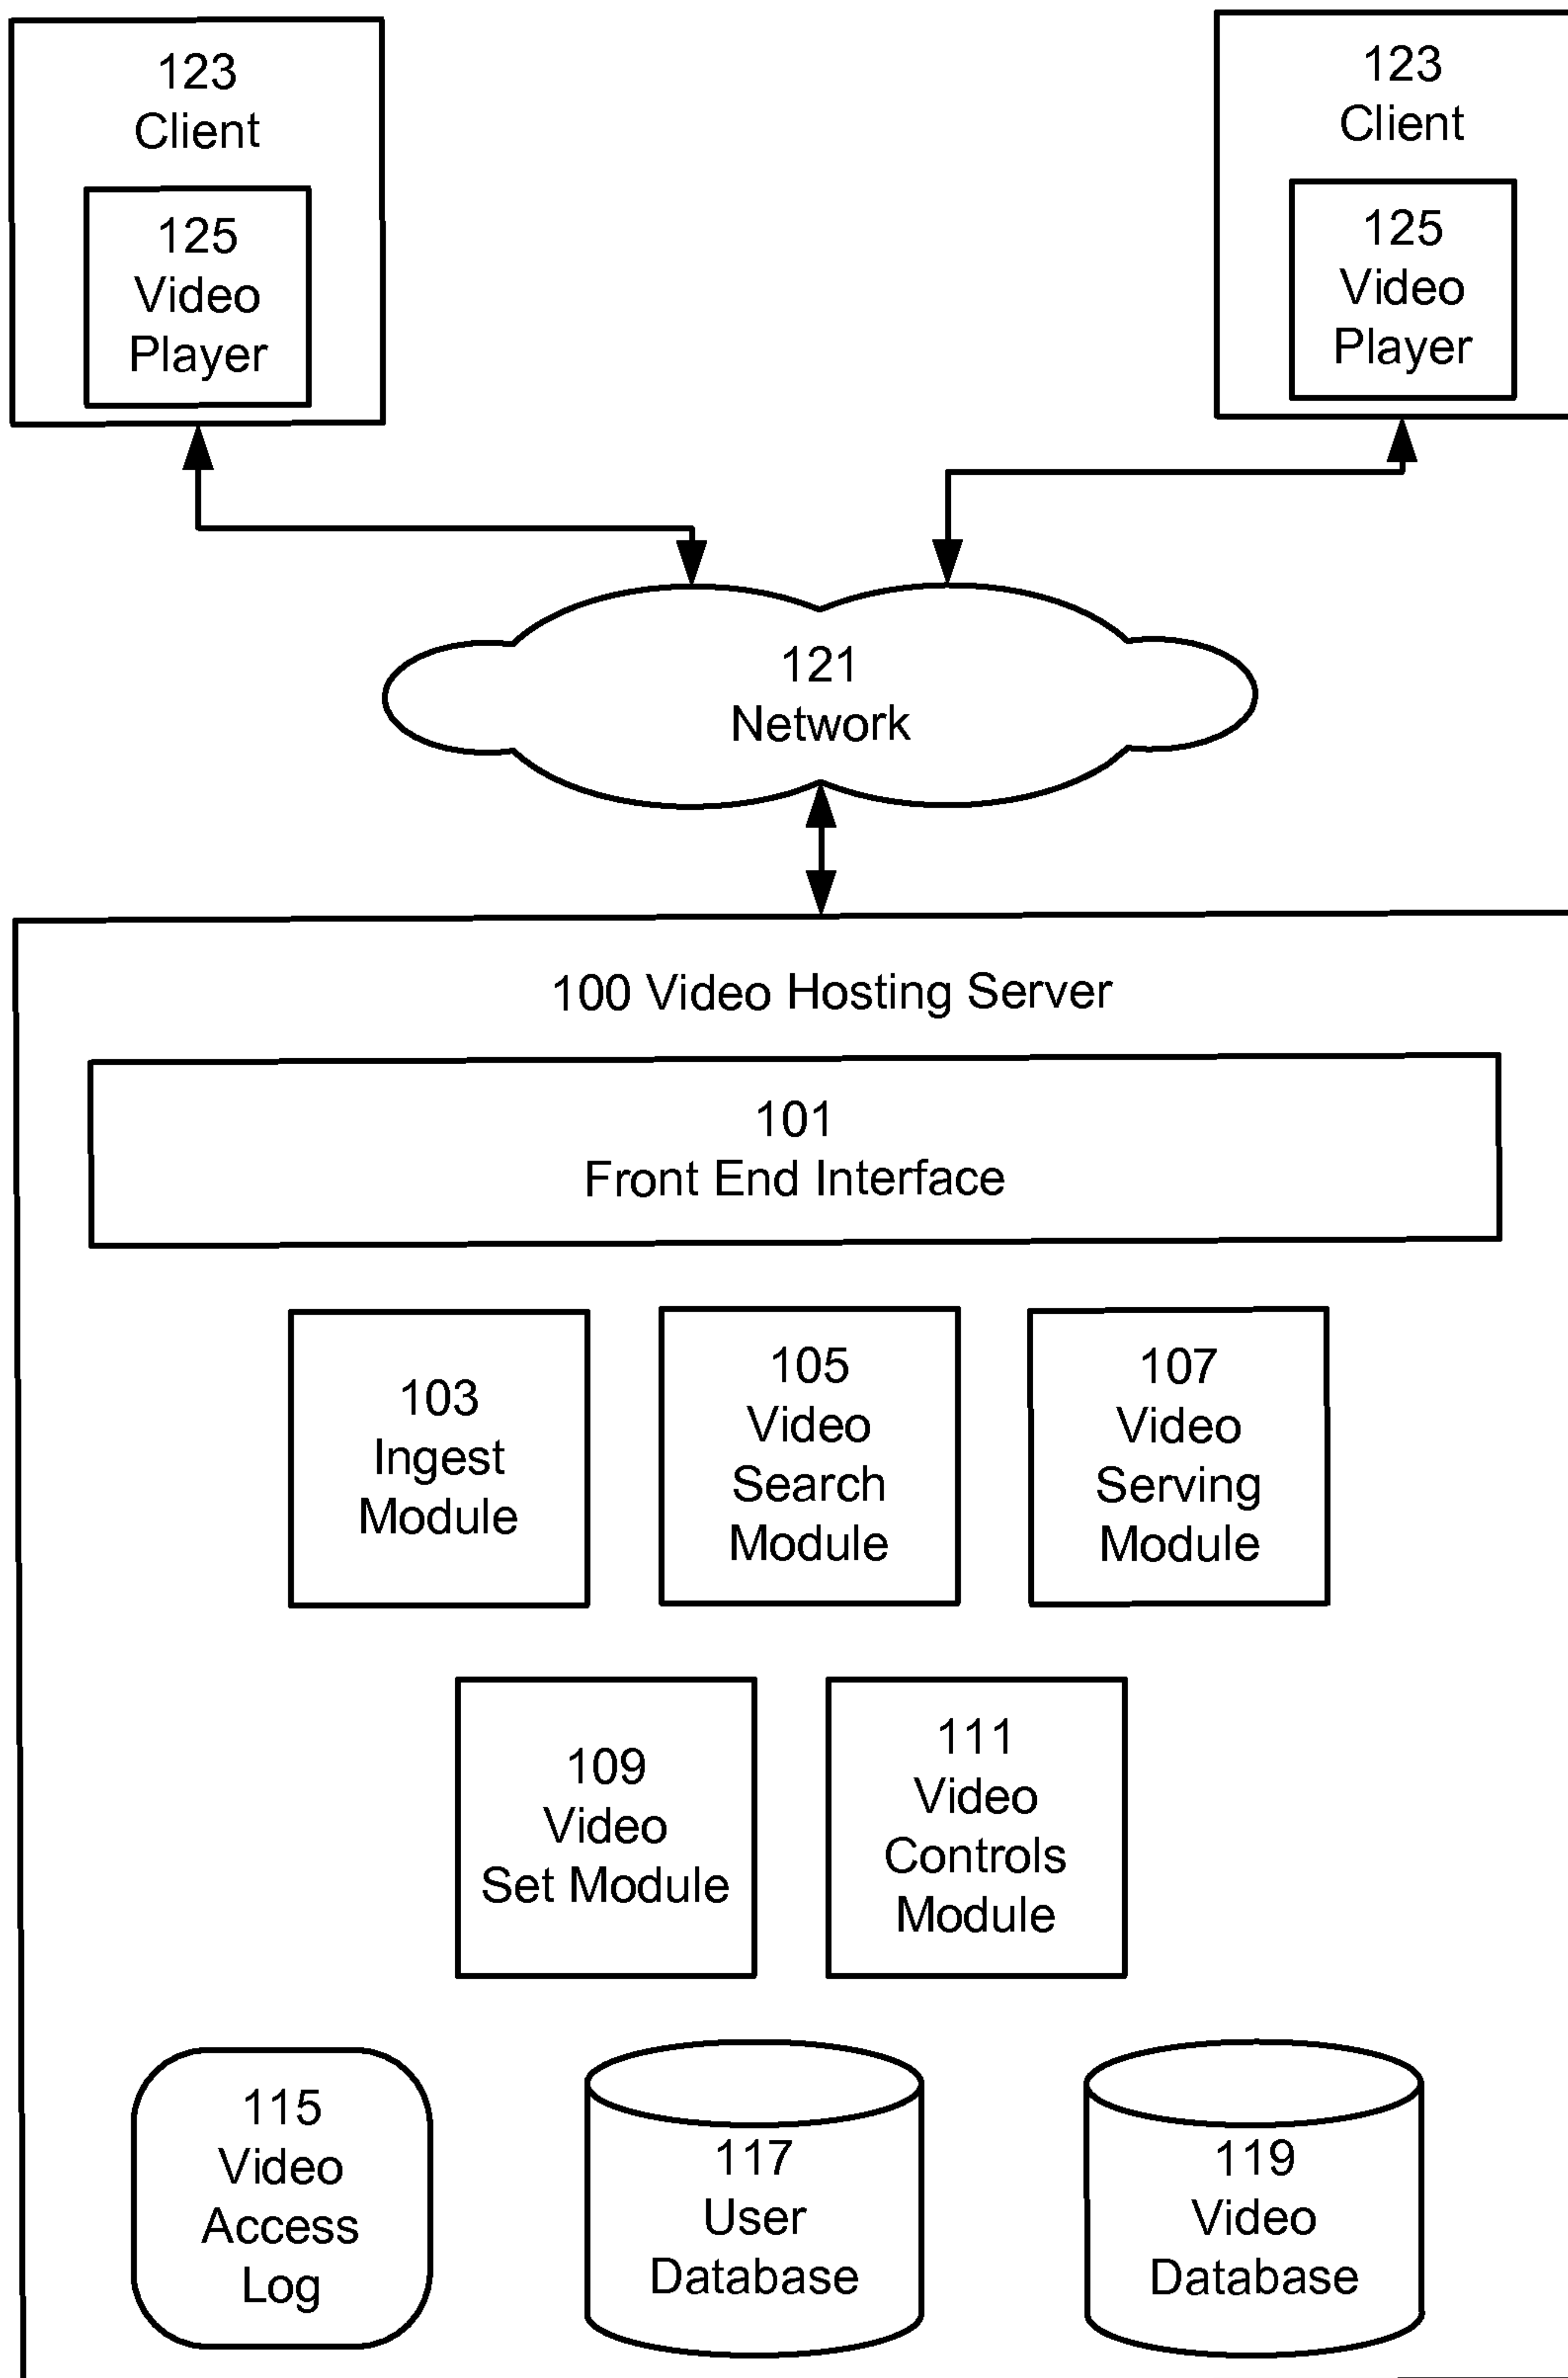 123
Client
125
Video
Player
123
Client
125
Video
Player
121
Network
100 Video Hosting Server
101
Front End Interface
103
Ingest
Module
105
Video
Search
Module
107
Video
Serving
Module
109
Video
Set Module
111
Video
Controls
Module
115
Video
Access
Log
117
User
Database
119
Video
Database